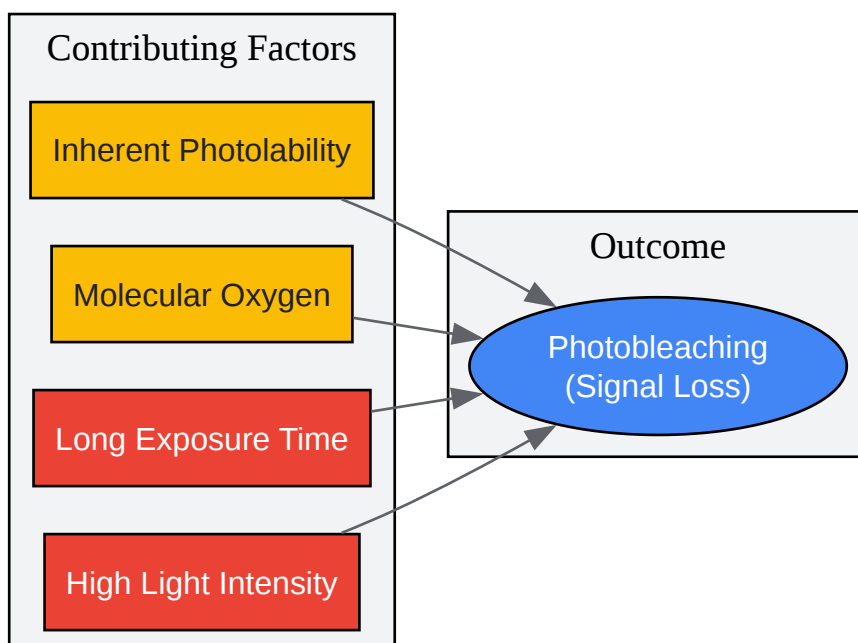 Contributing Factors
Inherent Photolability
Molecular Oxygen
Long Exposure Time
High Light Intensity
Outcome
Photobleaching
(Signal Loss)